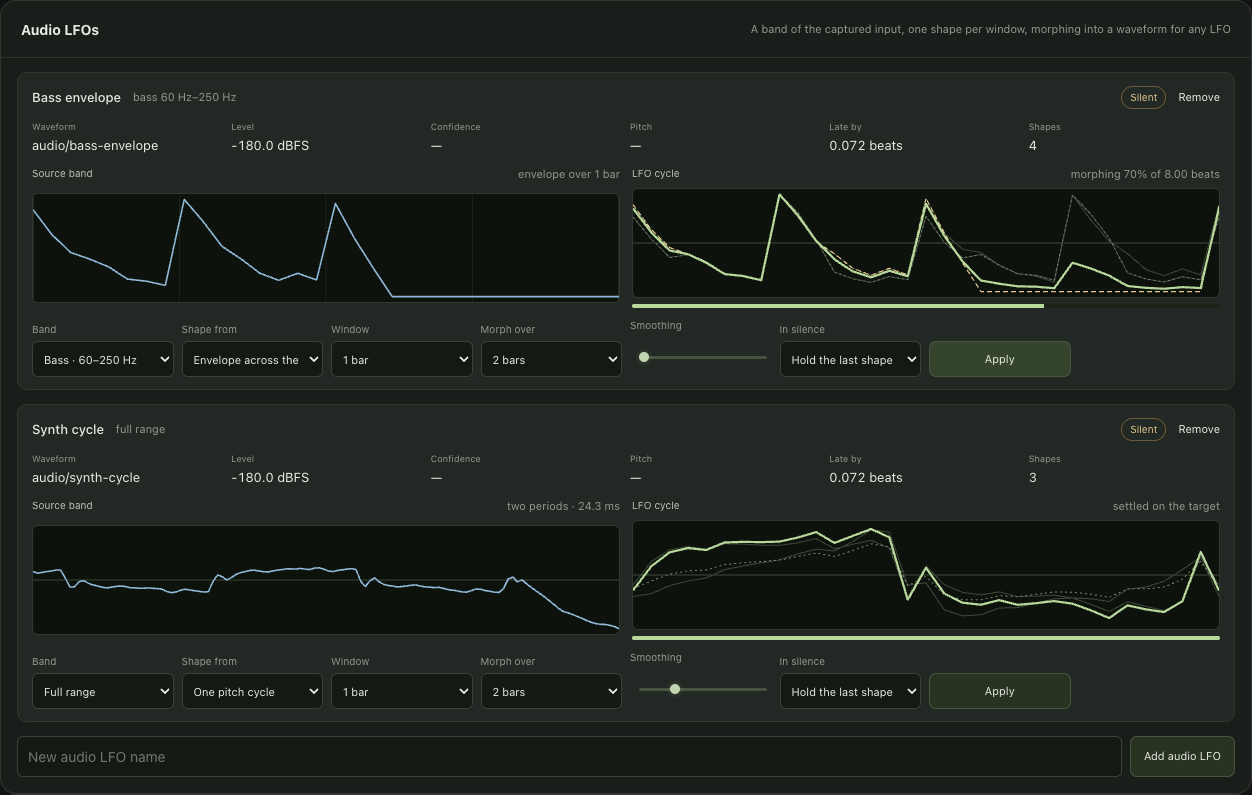 Audio LFOs
A band of the captured input, one shape per window, morphing into a waveform for any LFO
Bass envelope bass 60 Hz–250 Hz
Silent Remove
Waveform Level Confidence Pitch Late by Shapes
audio/bass-envelope -180.0 dBFS — — 0.072 beats 4
Source band envelope over 1 bar LFO cycle morphing 70% of 8.00 beats
Band Shape from Window Morph over Smoothing In silence
Bass · 60–250 Hz Envelope across the 1 bar 2 bars Hold the last shape Apply
Synth cycle full range
Silent Remove
Waveform Level Confidence Pitch Late by Shapes
audio/synth-cycle -180.0 dBFS — — 0.072 beats 3
Source band two periods · 24.3 ms LFO cycle settled on the target
Band Shape from Window Morph over Smoothing In silence
Full range One pitch cycle 1 bar 2 bars Hold the last shape Apply
New audio LFO name Add audio LFO